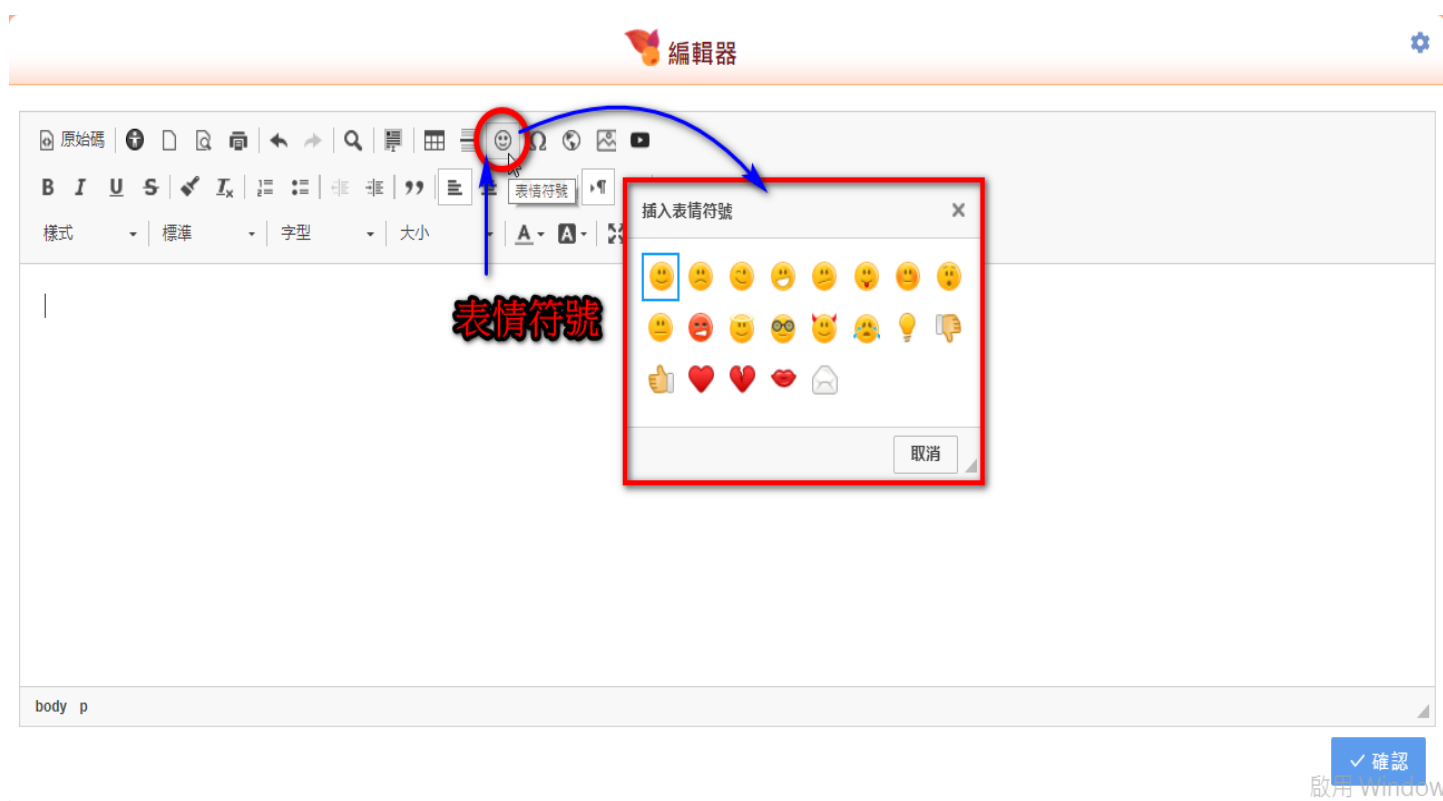 編輯器
原始碼
B I U S Ix
表情符號
樣式 標準 字型 大小 A A
插入表情符號
表情符號
取消
body p
確認
啟用 Window